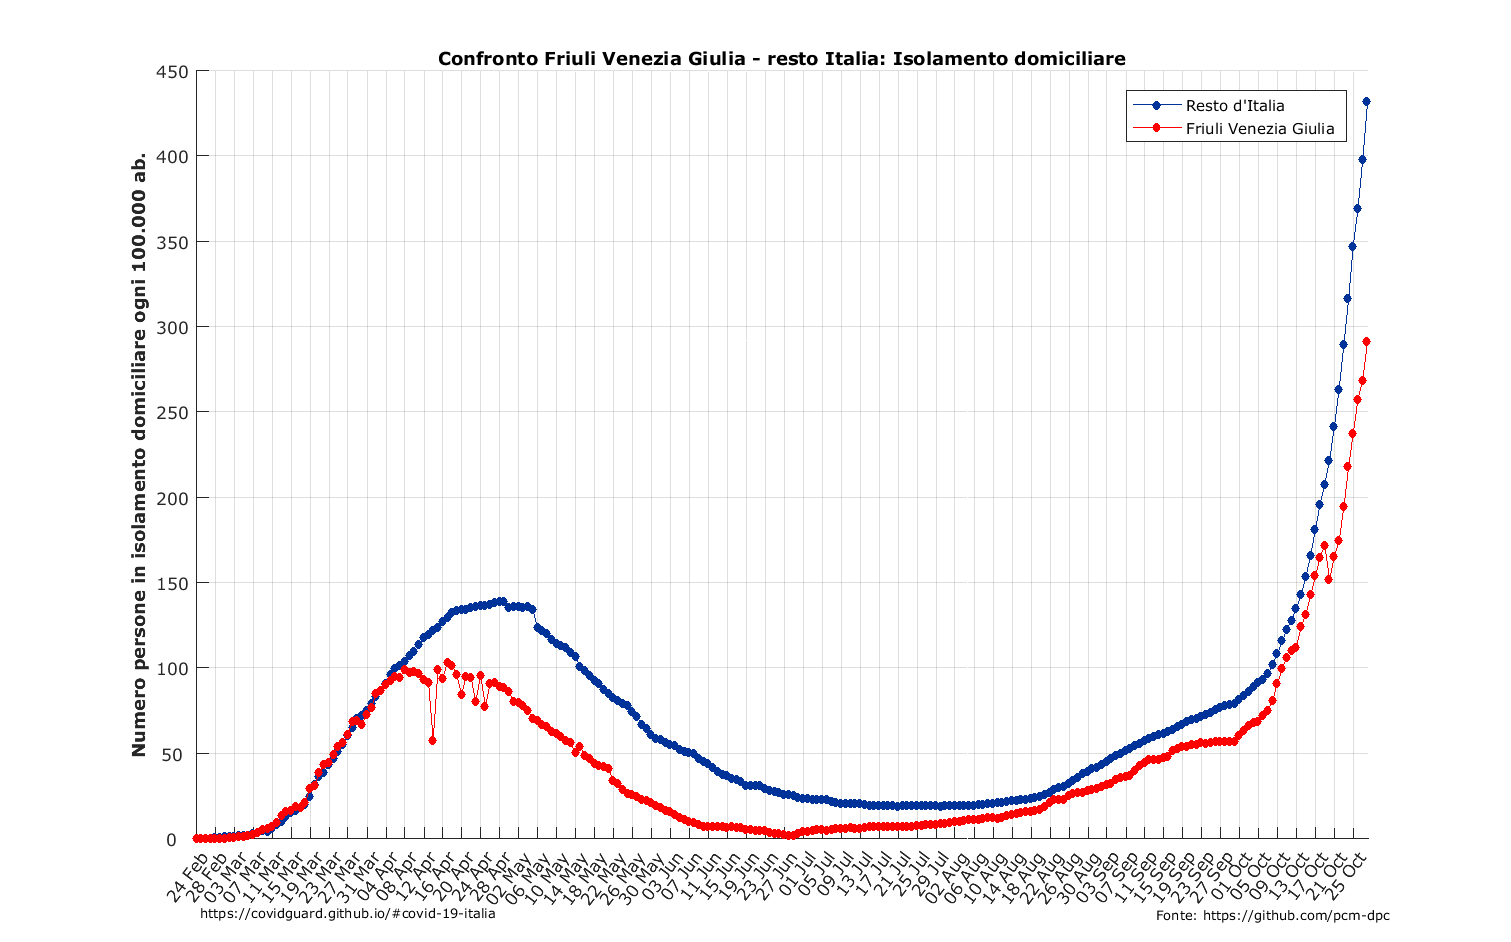 Confronto Friuli Venezia Giulia - resto Italia: Isolamento domiciliare
Resto d'Italia
Friuli Venezia Giulia
Numero persone in isolamento domiciliare ogni 100.000 ab.
450
400
350
300
250
200
150
100
50
0
24 Feb
28 Feb
03 Mar
07 Mar
11 Mar
15 Mar
19 Mar
23 Mar
27 Mar
31 Mar
04 Apr
08 Apr
12 Apr
16 Apr
20 Apr
24 Apr
28 Apr
02 May
06 May
10 May
14 May
18 May
22 May
26 May
30 May
03 Jun
07 Jun
11 Jun
15 Jun
19 Jun
23 Jun
27 Jun
01 Jul
05 Jul
09 Jul
13 Jul
17 Jul
21 Jul
25 Jul
29 Jul
02 Aug
06 Aug
10 Aug
14 Aug
18 Aug
22 Aug
26 Aug
30 Aug
03 Sep
07 Sep
11 Sep
15 Sep
19 Sep
23 Sep
27 Sep
01 Oct
05 Oct
09 Oct
13 Oct
17 Oct
21 Oct
25 Oct
https://covidguard.github.io/#covid-19-italia
Fonte: https://github.com/pcm-dpc